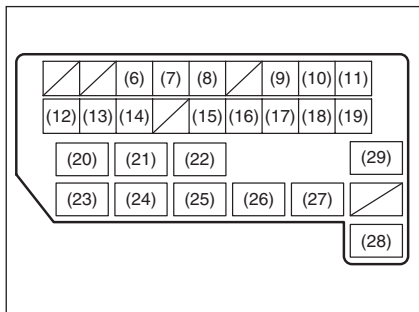 (6) (7) (8) (9) (10) (11)
(12) (13) (14) (15) (16) (17) (18) (19)
(20) (21) (22) (29)
(23) (24) (25) (26) (27)
(28)